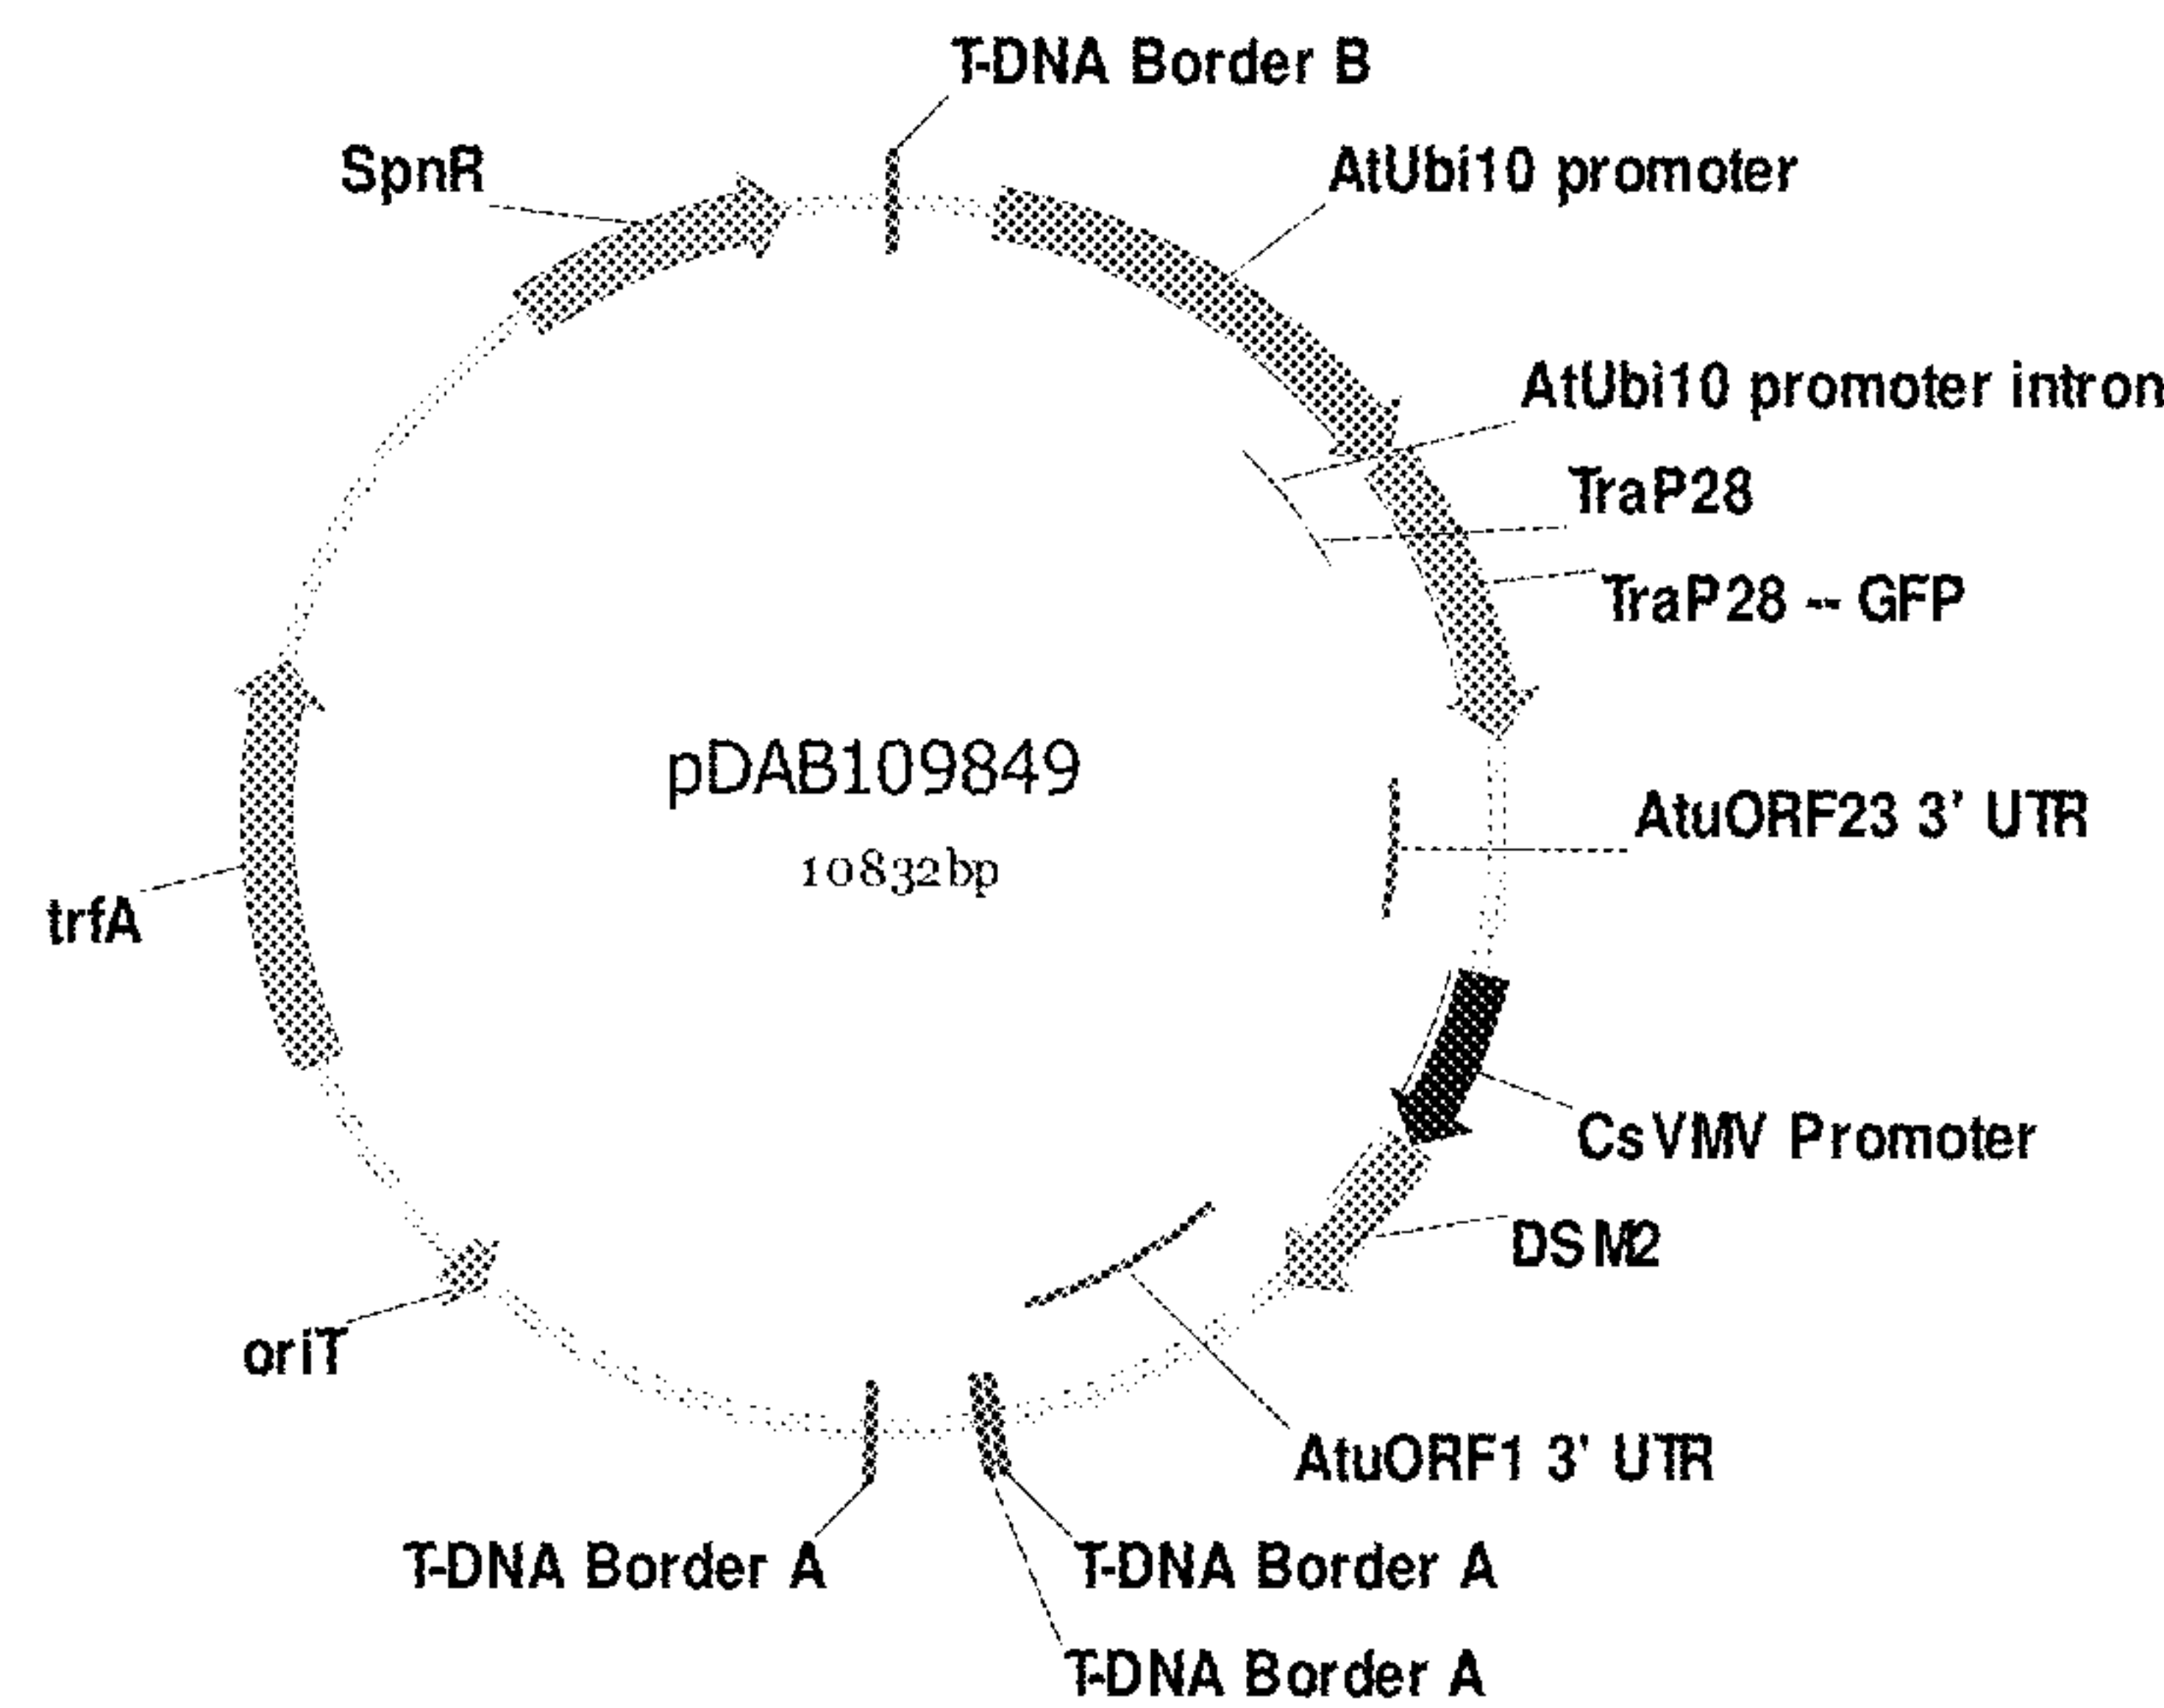 T-DNA Border B
SpnR
AtUbi10 promoter
AtUbi10 promoter intron
TraP28
TraP28 -- GFP
pDAB109849
10832bp
AtuORF23 3' UTR
trfA
CsVMV Promoter
DSM2
oriT
AtuORF1 3' UTR
T-DNA Border A
T-DNA Border A
T-DNA Border A